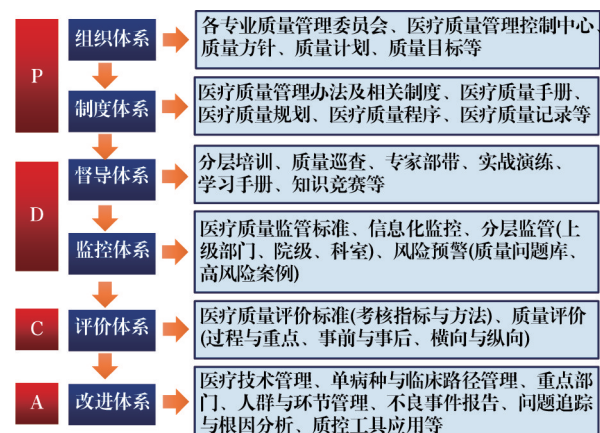 P
组织体系
各专业质量管理委员会、医疗质量管理控制中心、
质量方针、质量计划、质量目标等
制度体系
医疗质量管理办法及相关制度、医疗质量手册、
医疗质量规划、医疗质量程序、医疗质量记录等
D
督导体系
分层培训、质量巡查、专家部带、实战演练、
学习手册、知识竞赛等
监控体系
医疗质量监管标准、信息化监控、分层监管(上
级部门、院级、科室)、风险预警(质量问题库、
高风险案例)
C
评价体系
医疗质量评价标准(考核指标与方法)、质量评价
(过程与重点、事前与事后、横向与纵向)
A
改进体系
医疗技术管理、单病种与临床路径管理、重点部
门、人群与环节管理、不良事件报告、问题追踪
与根因分析、质控工具应用等